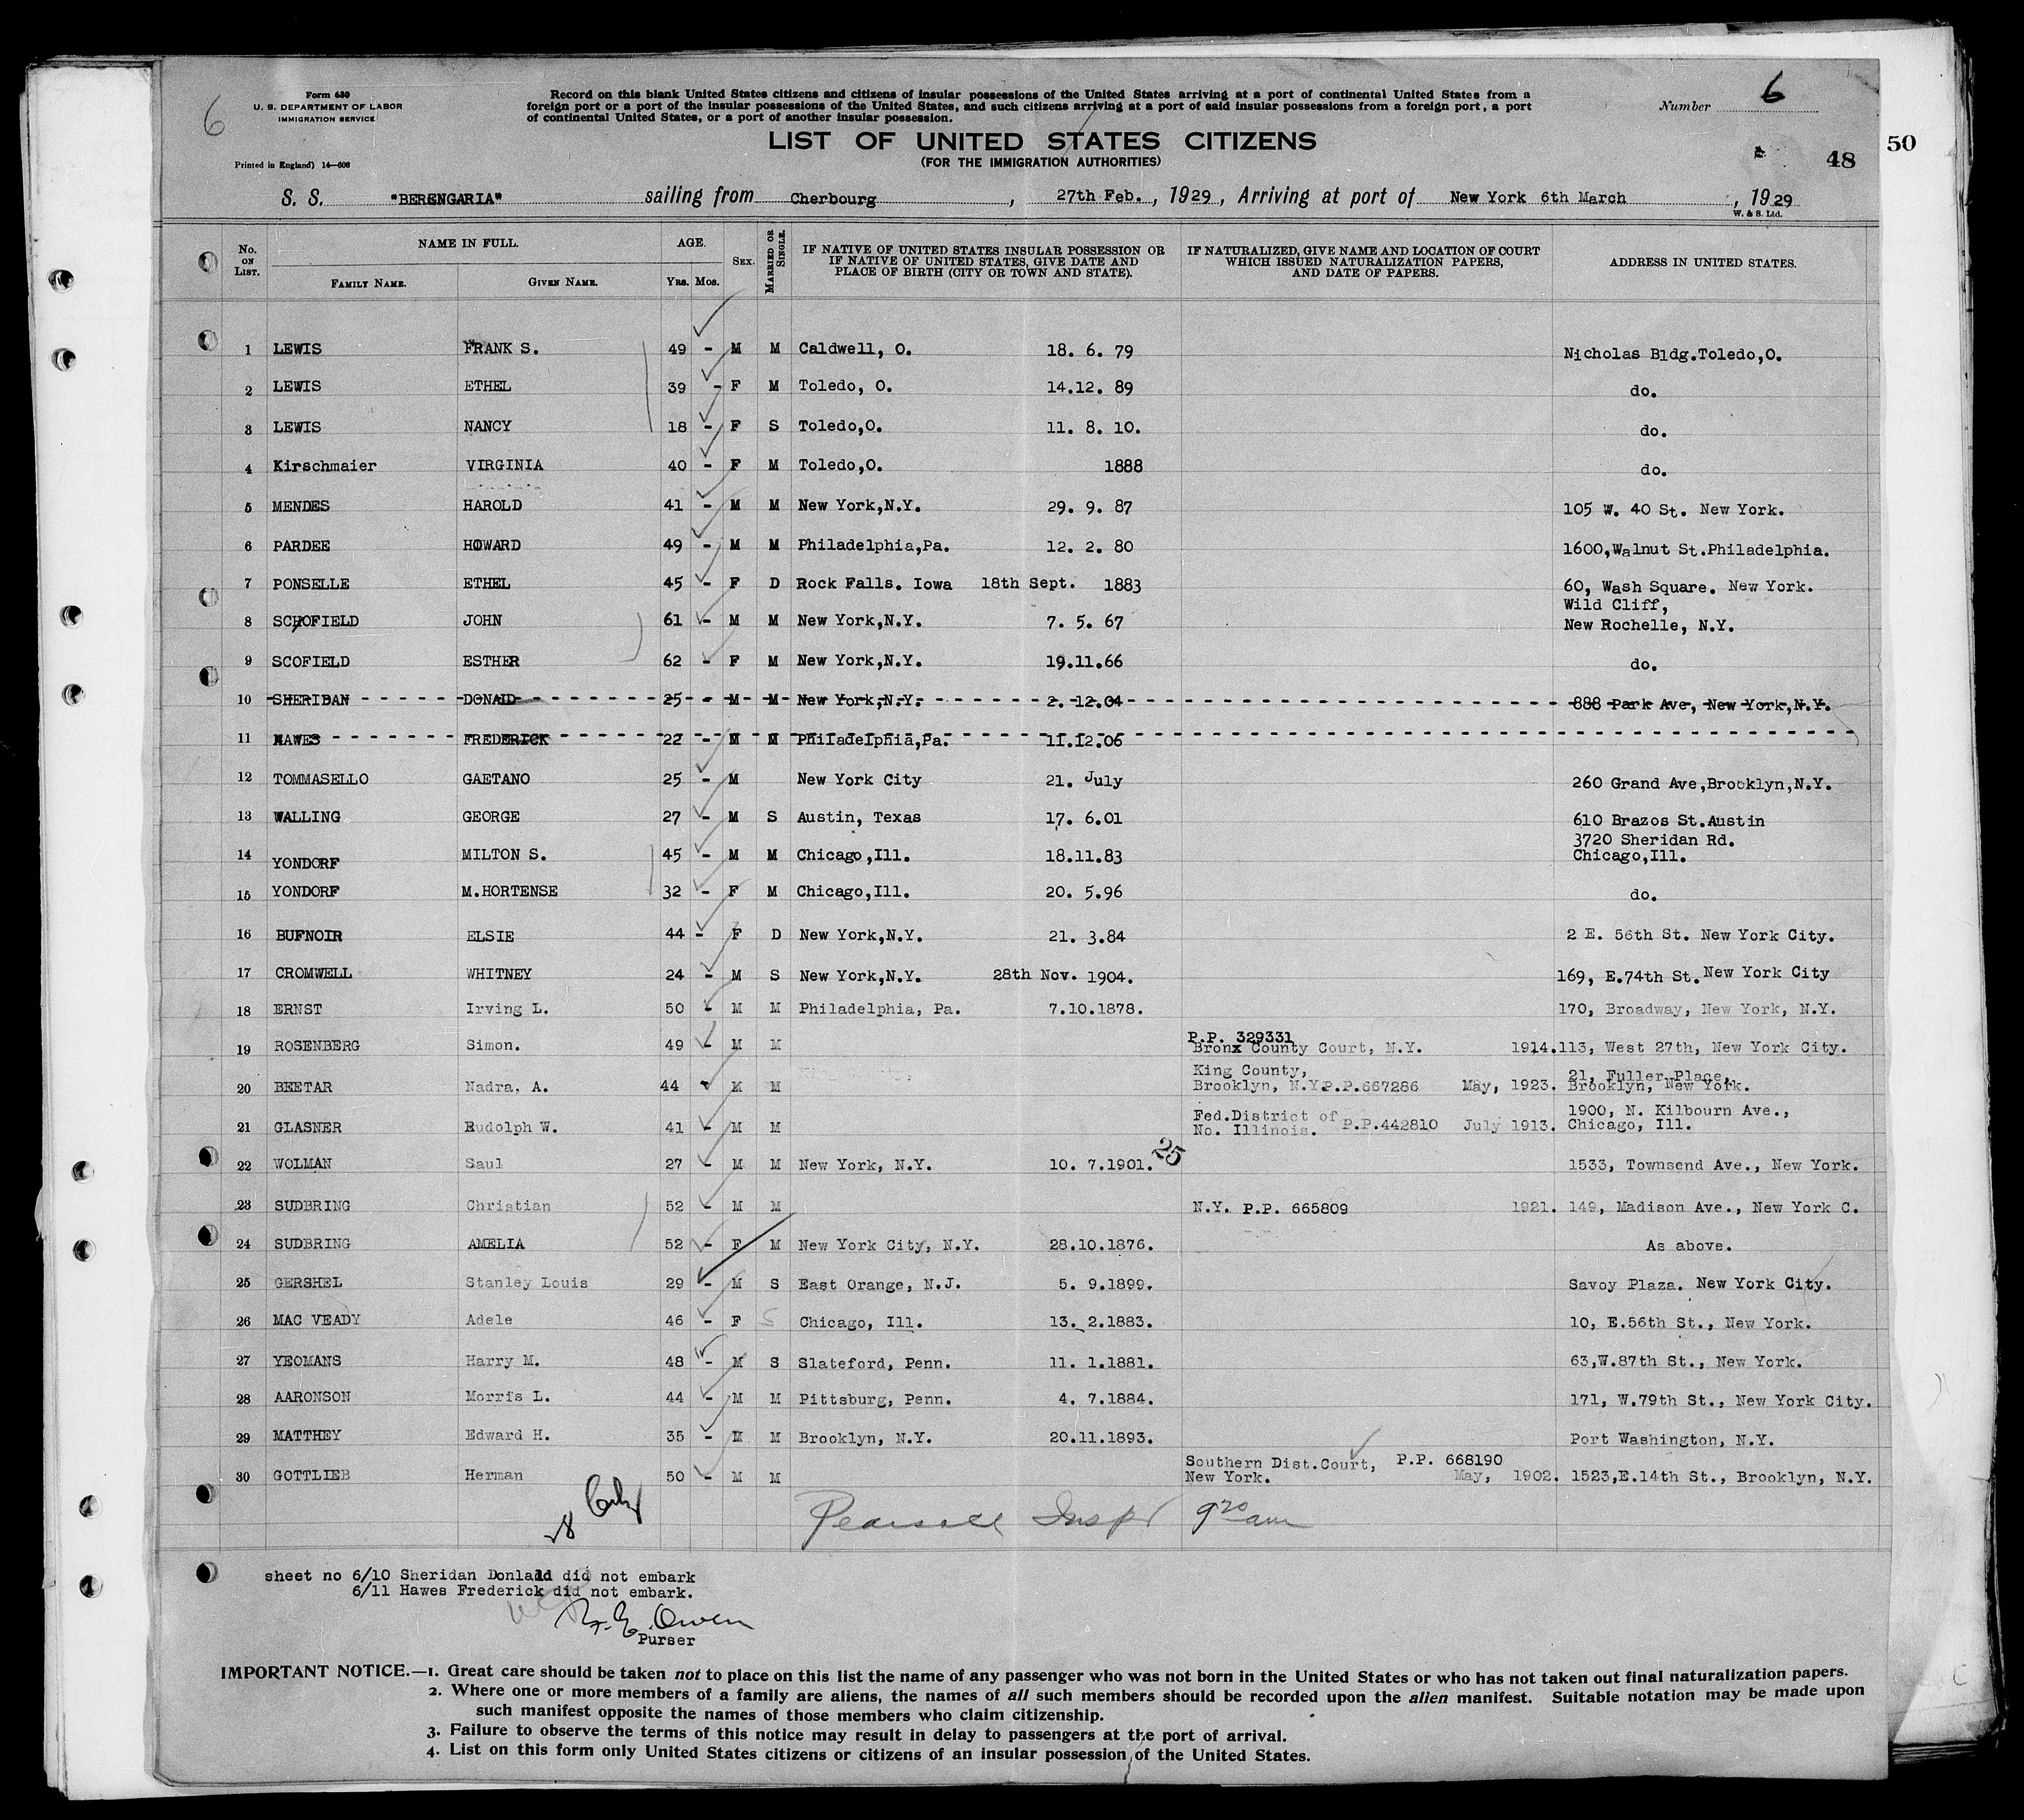 6
Form 630
U. S. DEPARTMENT OF LABOR
IMMIGRATION SERVICE
Printed in England) 14—608
Record on this blank United States citizens and citizens of insular possessions of the United States arriving at a port of continental United States from a
foreign port or a port of the insular possessions of the United States, and such citizens arriving at a port of said insular possessions from a foreign port, a port
of continental United States, or a port of another insular possession.
Number 6
LIST OF UNITED STATES CITIZENS
(FOR THE IMMIGRATION AUTHORITIES)
48
50
S. S. "BERENGARIA" sailing from Cherbourg, 27th Feb., 1929, Arriving at port of New York 6th March, 1929
W. & S. Ltd.
No. ON LIST. NAME IN FULL. FAMILY NAME. GIVEN NAME. AGE. YRS. MOS. SEX. MARRIED OR SINGLE. IF NATIVE OF UNITED STATES INSULAR POSSESSION OR IF NATIVE OF UNITED STATES, GIVE DATE AND PLACE OF BIRTH (CITY OR TOWN AND STATE). IF NATURALIZED, GIVE NAME AND LOCATION OF COURT WHICH ISSUED NATURALIZATION PAPERS, AND DATE OF PAPERS. ADDRESS IN UNITED STATES.
1 LEWIS FRANK S. 49 - M M Caldwell, O. 18. 6. 79 Nicholas Bldg.Toledo,O.
2 LEWIS ETHEL 39 - F M Toledo, O. 14.12. 89 do.
3 LEWIS NANCY 18 - F S Toledo,O. 11. 8. 10. do.
4 Kirschmaier VIRGINIA 40 - F M Toledo,O. 1888 do.
5 MENDES HAROLD 41 - M M New York,N.Y. 29. 9. 87 105 W. 40 St. New York.
6 PARDEE HOWARD 49 - M M Philadelphia,Pa. 12. 2. 80 1600,Walnut St.Philadelphia.
7 PONSELLE ETHEL 45 - F D Rock Falls. Iowa 18th Sept. 1883 60, Wash Square. New York.
8 SCHOFIELD JOHN 61 - M M New York,N.Y. 7. 5. 67 Wild Cliff, New Rochelle, N.Y.
9 SCOFIELD ESTHER 62 - F M New York,N.Y. 19.11.66 do.
10 SHERIDAN DONALD 25 - M M New York,N.Y. 2. 12.04 888 Park Ave, New York,N.Y.
11 HAWES FREDERICK 22 - M M Philadelphia,Pa. 11.12.06
12 TOMMASELLO GAETANO 25 - M New York City 21. July 260 Grand Ave,Brooklyn,N.Y.
13 WALLING GEORGE 27 - M S Austin, Texas 17. 6.01 610 Brazos St.Austin
14 YONDORF MILTON S. 45 - M M Chicago,Ill. 18.11.83 3720 Sheridan Rd. Chicago,Ill.
15 YONDORF M.HORTENSE 32 - F M Chicago,Ill. 20. 5.96 do.
16 BUFNOIR ELSIE 44 - F D New York,N.Y. 21. 3.84 2 E. 56th St. New York City.
17 CROMWELL WHITNEY 24 - M S New York,N.Y. 28th Nov. 1904. 169, E.74th St. New York City
18 ERNST Irving L. 50 - M M Philadelphia, Pa. 7.10.1878. 170, Broadway, New York, N.Y.
19 ROSENBERG Simon. 49 - M M P.P. 329331 Bronx County Court, N.Y. 1914. 113, West 27th, New York City.
20 BEETAR Nadra, A. 44 M M King County, Brooklyn, N.Y.P.P.667286 May, 1923. 21, Fuller Place, Brooklyn, New York.
21 GLASNER Rudolph W. 41 - M M Fed.District of No. Illinois. P.P.442810 July 1913. 1900, N. Kilbourn Ave., Chicago, Ill.
22 WOLMAN Saul 27 - M M New York, N.Y. 10. 7.1901. 25 1533, Townsend Ave., New York.
23 SUDBRING Christian 52 - M M N.Y. P.P. 665809 1921. 149, Madison Ave., New York C.
24 SUDBRING AMELIA 52 - F M New York City, N.Y. 28.10.1876. As above.
25 GERSHEL Stanley Louis 29 - M S East Orange, N.J. 5. 9.1899. Savoy Plaza. New York City.
26 MAC VEADY Adele 46 - F S Chicago, Ill. 13. 2.1883. 10, E.56th St., New York.
27 YEOMANS Harry M. 48 - M S Slateford, Penn. 11. 1.1881. 63,W.87th St., New York.
28 AARONSON Morris L. 44 - M M Pittsburg, Penn. 4. 7.1884. 171, W.79th St., New York City.
29 MATTHEY Edward H. 35 - M M Brooklyn, N.Y. 20.11.1893. Port Washington, N.Y.
30 GOTTLIEB Herman 50 - M M Southern Dist.Court, New York. P.P. 668190 May, 1902. 1523,E.14th St., Brooklyn, N.Y.
28
Pearsall Inspr 9 20 am
sheet no 6/10 Sheridan Donladd did not embark
6/11 Hawes Frederick did not embark.
Owen
Purser
IMPORTANT NOTICE.—1. Great care should be taken not to place on this list the name of any passenger who was not born in the United States or who has not taken out final naturalization papers.
2. Where one or more members of a family are aliens, the names of all such members should be recorded upon the alien manifest. Suitable notation may be made upon
such manifest opposite the names of those members who claim citizenship.
3. Failure to observe the terms of this notice may result in delay to passengers at the port of arrival.
4. List on this form only United States citizens or citizens of an insular possession of the United States.